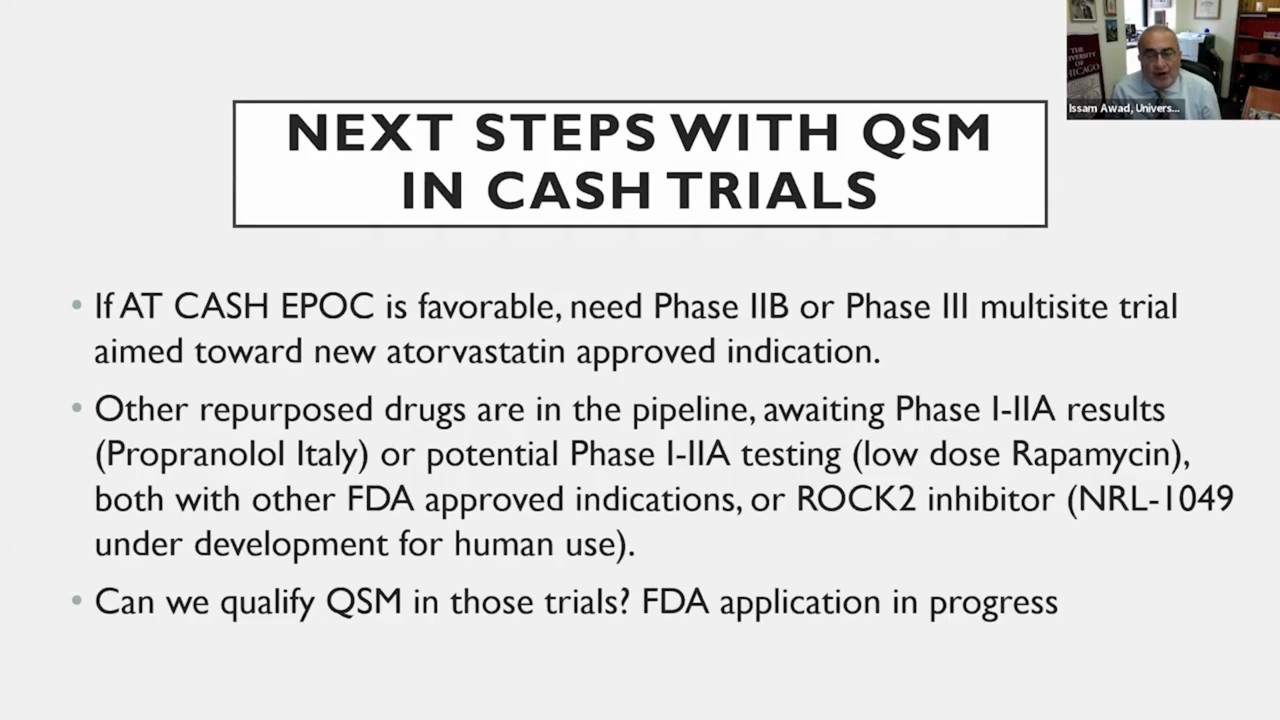 THE
UNIVERSITY
OF
CHICAGO
Issam Awad, Univers...
NEXT STEPS WITH QSM
IN CASH TRIALS
• If AT CASH EPOC is favorable, need Phase IIB or Phase III multisite trial
aimed toward new atorvastatin approved indication.
• Other repurposed drugs are in the pipeline, awaiting Phase I-IIA results
(Propranolol Italy) or potential Phase I-IIA testing (low dose Rapamycin),
both with other FDA approved indications, or ROCK2 inhibitor (NRL-1049
under development for human use).
• Can we qualify QSM in those trials? FDA application in progress